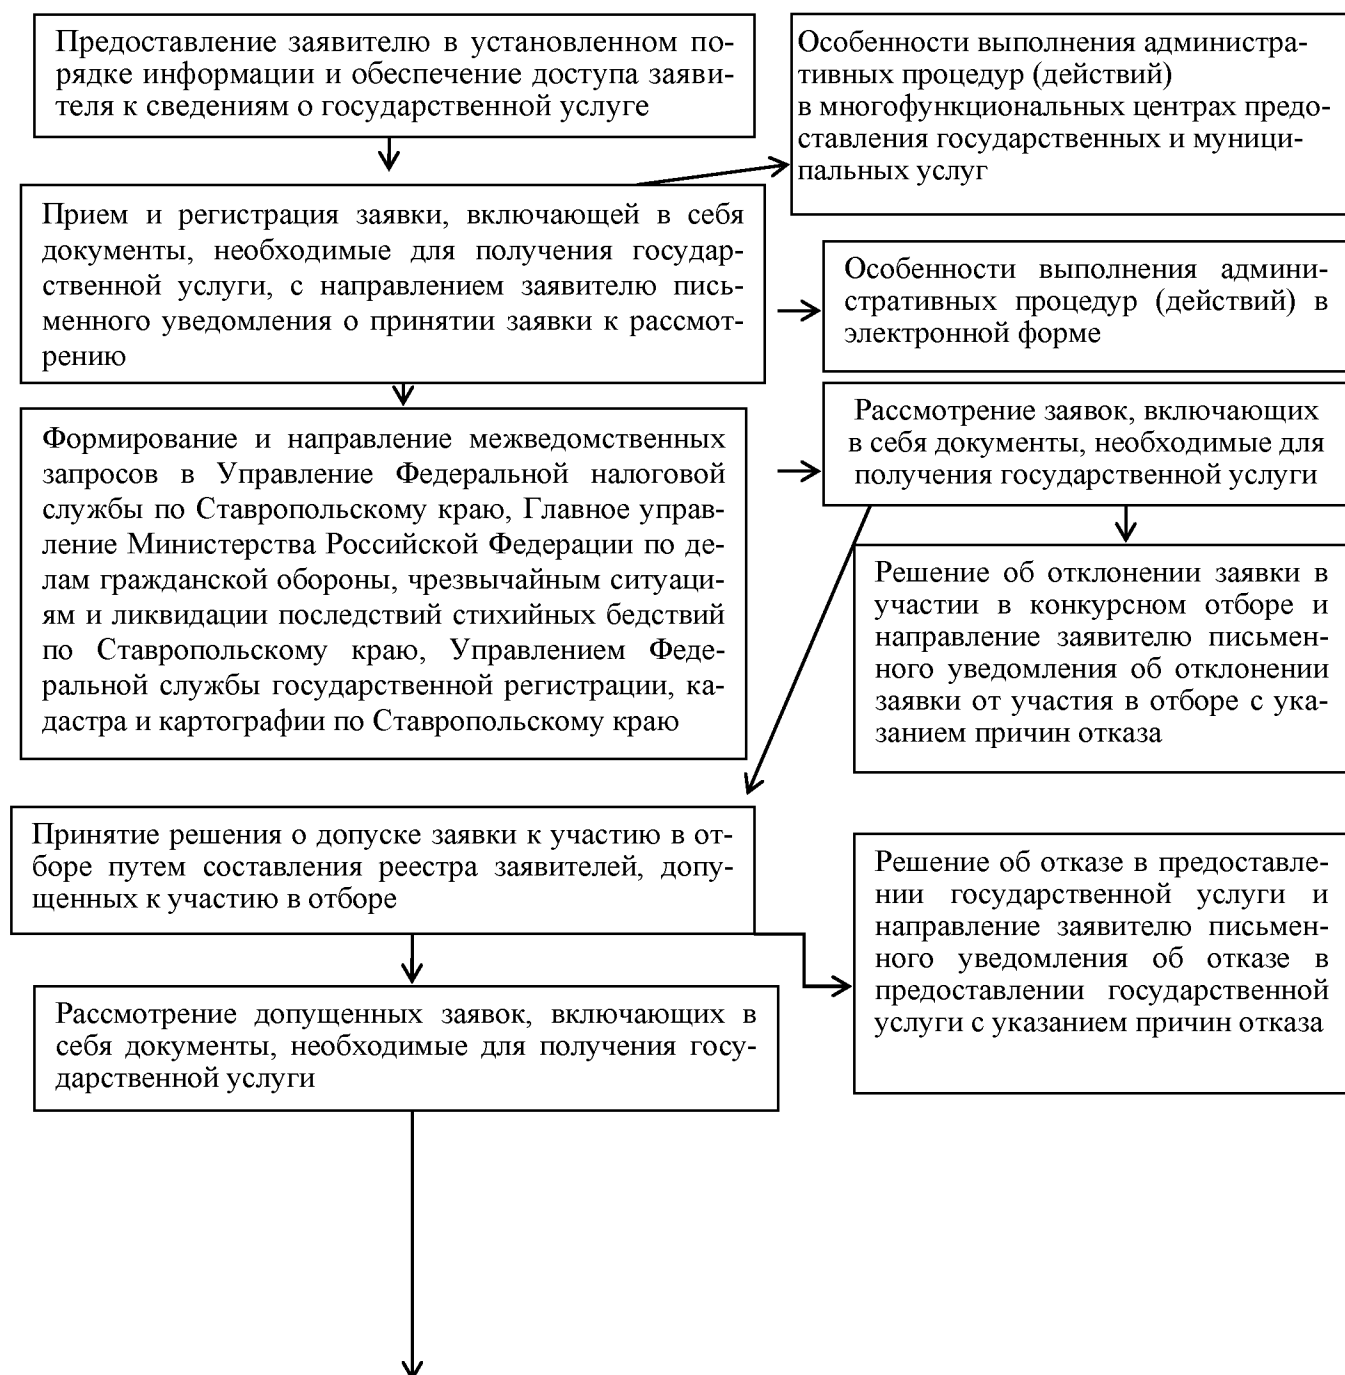 Предоставление заявителю в установленном по-
рядке информации и обеспечение доступа заяви-
теля к сведениям о государственной услуге
Особенности выполнения администра-
тивных процедур (действий)
в многофункциональных центрах предо-
ставления государственных и муници-
пальных услуг
Прием и регистрация заявки, включающей в себя
документы, необходимые для получения государ-
ственной услуги, с направлением заявителю пись-
менного уведомления о принятии заявки к рассмот-
рению
Особенности выполнения админи-
стративных процедур (действий) в
электронной форме
Формирование и направление межведомственных
запросов в Управление Федеральной налоговой
службы по Ставропольскому краю, Главное управ-
ление Министерства Российской Федерации по де-
лам гражданской обороны, чрезвычайным ситуаци-
ям и ликвидации последствий стихийных бедствий
по Ставропольскому краю, Управлением Феде-
ральной службы государственной регистрации, ка-
дастра и картографии по Ставропольскому краю
Рассмотрение заявок, включающих
в себя документы, необходимые для
получения государственной услуги
Решение об отклонении заявки в
участии в конкурсном отборе и
направление заявителю письмен-
ного уведомления об отклонении
заявки от участия в отборе с ука-
занием причин отказа
Принятие решения о допуске заявки к участию в от-
боре путем составления реестра заявителей, допу-
щенных к участию в отборе
Решение об отказе в предоставле-
нии государственной услуги и
направление заявителю письмен-
ного уведомления об отказе в
предоставлении государственной
услуги с указанием причин отказа
Рассмотрение допущенных заявок, включающих в
себя документы, необходимые для получения госу-
дарственной услуги